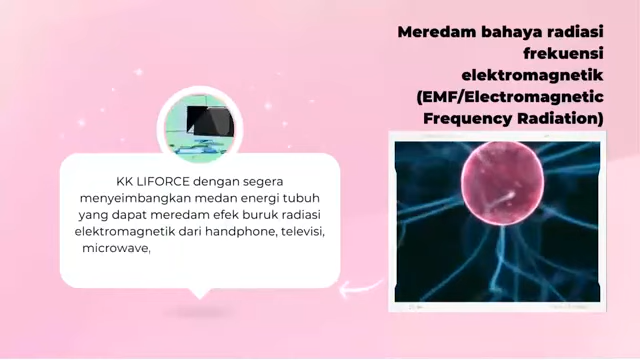 Meredam bahaya radiasi
frekuensi
elektromagnetik
(EMF/Electromagnetic
Frequency Radiation)
KK LIFORCE dengan segera
menyeimbangkan medan energi tubuh
yang dapat meredam efek buruk radiasi
elektromagnetik dari handphone, televisi,
microwave,